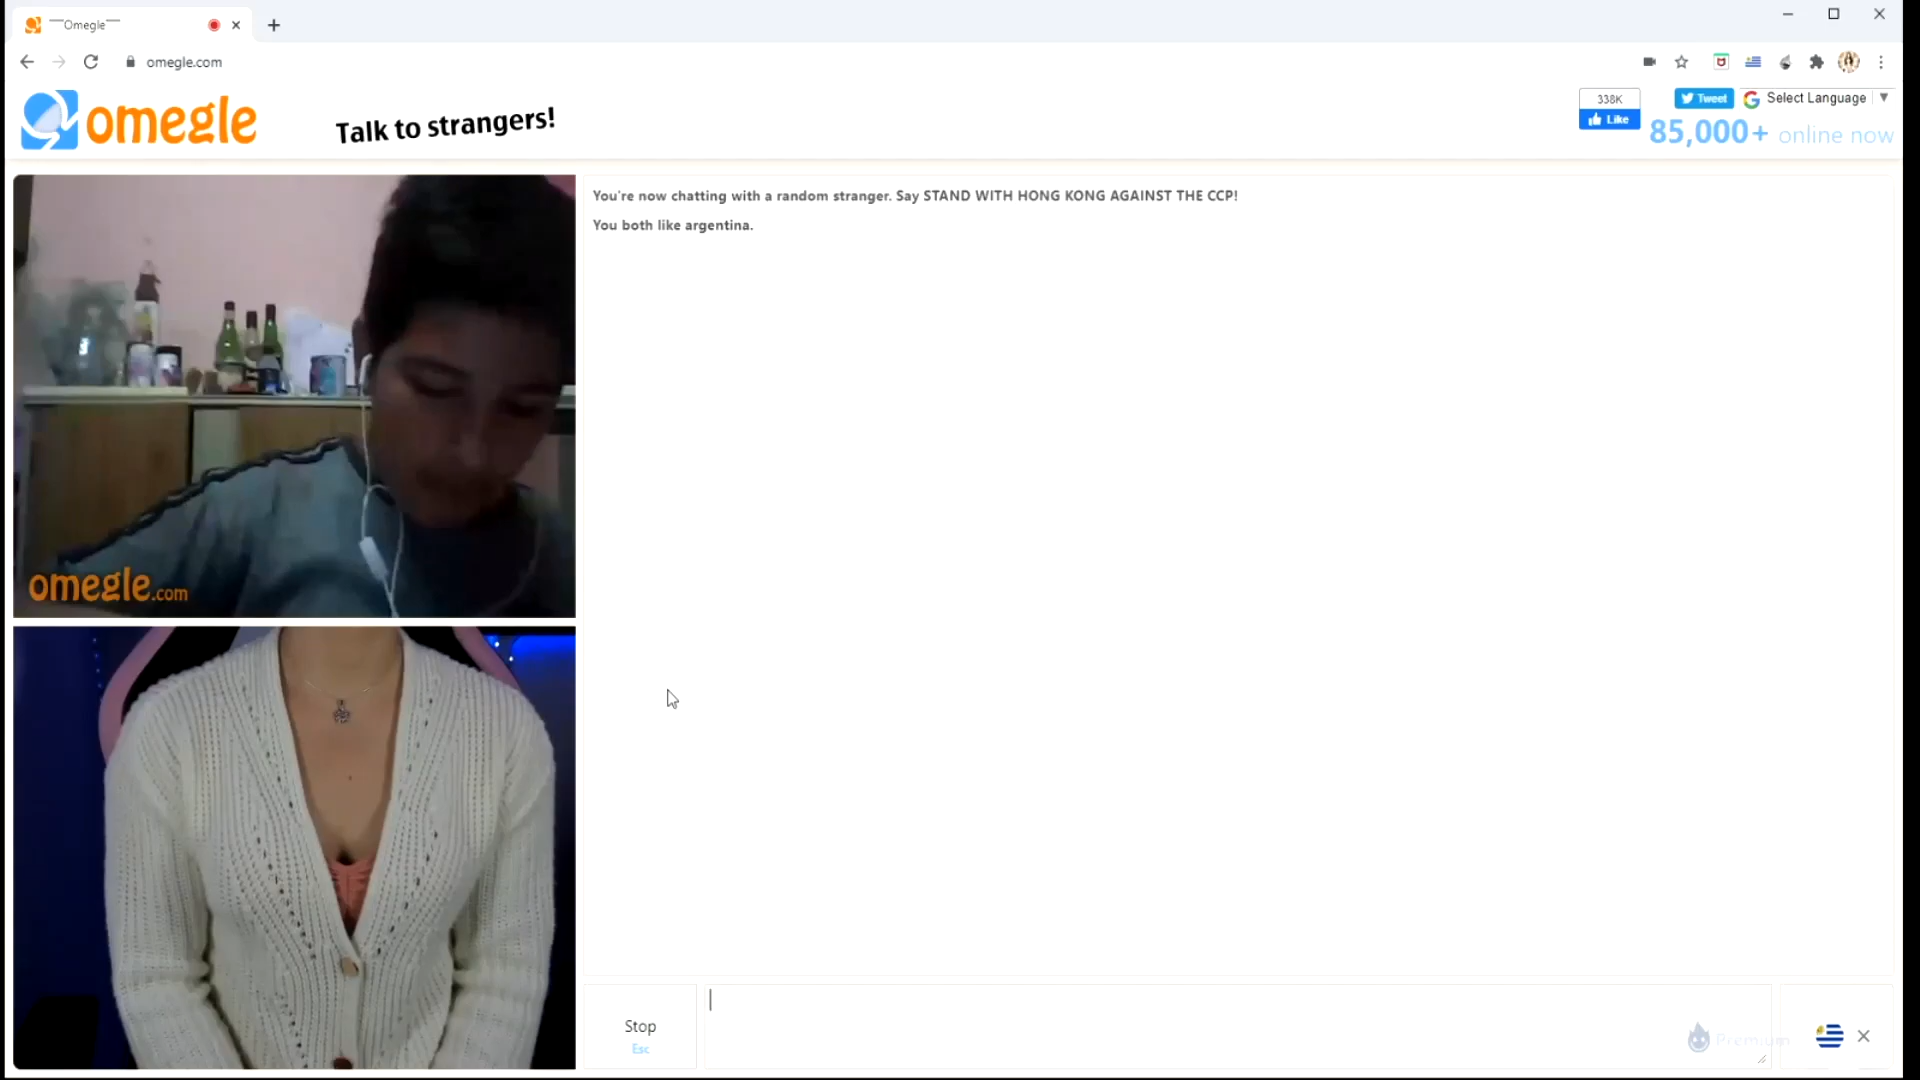 Omegle
omegle.com
omegle
Talk to strangers!
338K
Like
Tweet
Select Language
85,000+ online now
You're now chatting with a random stranger. Say STAND WITH HONG KONG AGAINST THE CCP!
You both like argentina.
omegle.com
Stop
Esc
Premium